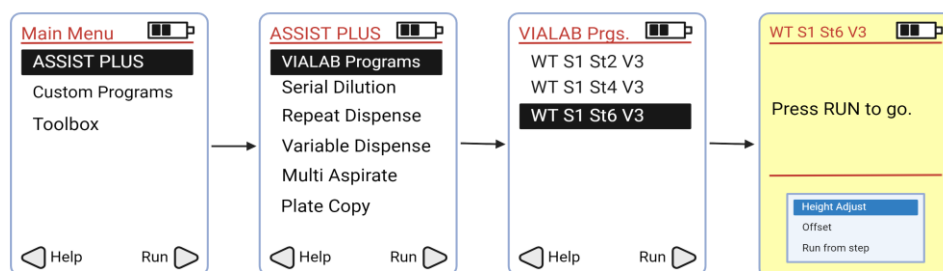 Main Menu
ASSIST PLUS
Custom Programs
Toolbox
Help
Run
ASSIST PLUS
VIALAB Programs
Serial Dilution
Repeat Dispense
Variable Dispense
Multi Aspirate
Plate Copy
Help
Run
VIALAB Prgs.
WT S1 St2 V3
WT S1 St4 V3
WT S1 St6 V3
Help
Run
WT S1 St6 V3
Press RUN to go.
Height Adjust
Offset
Run from step